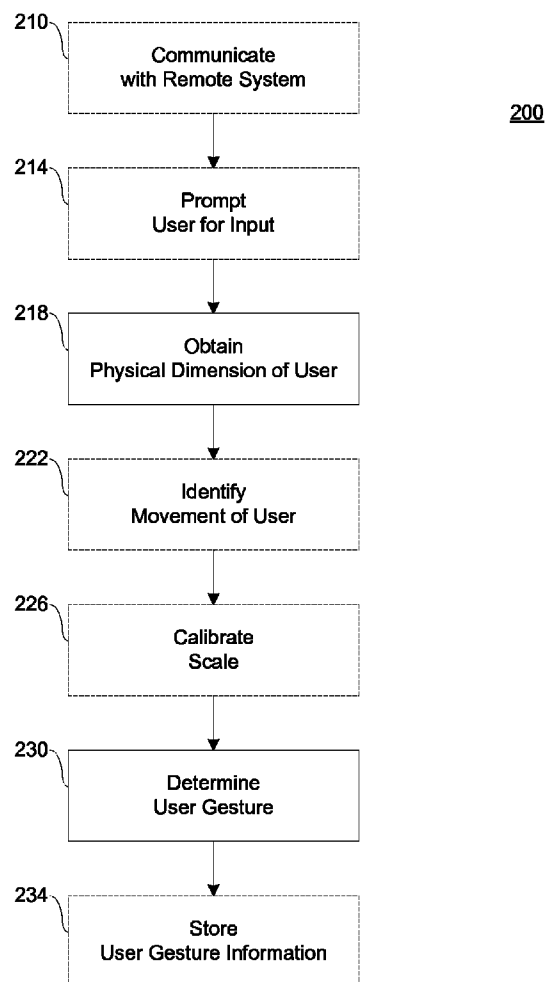 210
Communicate
with Remote System
200
214
Prompt
User for Input
218
Obtain
Physical Dimension of User
222
Identify
Movement of User
226
Calibrate
Scale
230
Determine
User Gesture
234
Store
User Gesture Information